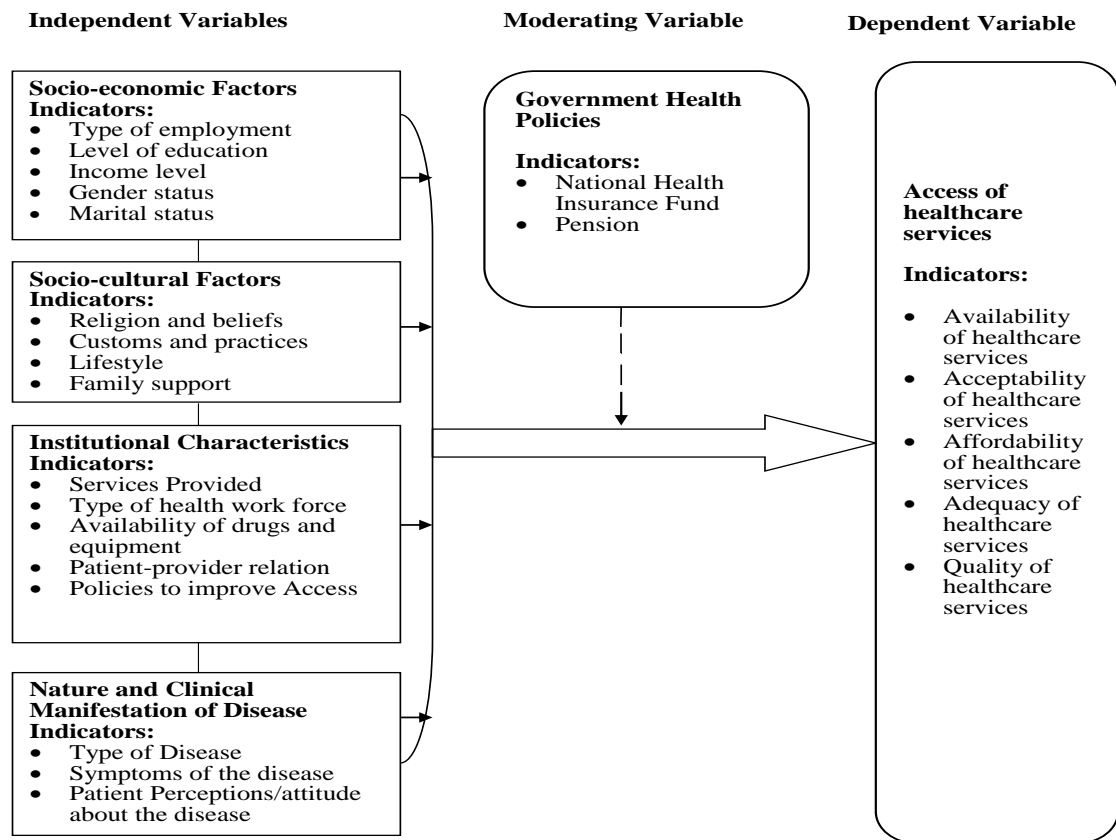 Independent Variables
Moderating Variable
Dependent Variable
Socio-economic Factors
Indicators:
• Type of employment
• Level of education
• Income level
• Gender status
• Marital status
Socio-cultural Factors
Indicators:
• Religion and beliefs
• Customs and practices
• Lifestyle
• Family support
Institutional Characteristics
Indicators:
• Services Provided
• Type of health work force
• Availability of drugs and
equipment
• Patient-provider relation
• Policies to improve Access
Nature and Clinical
Manifestation of Disease
Indicators:
• Type of Disease
• Symptoms of the disease
• Patient Perceptions/attitude
about the disease
Government Health
Policies
Indicators:
• National Health
Insurance Fund
• Pension
Access of
healthcare
services
Indicators:
• Availability
of healthcare
services
• Acceptability
of healthcare
services
• Affordability
of healthcare
services
• Adequacy of
healthcare
services
• Quality of
healthcare
services